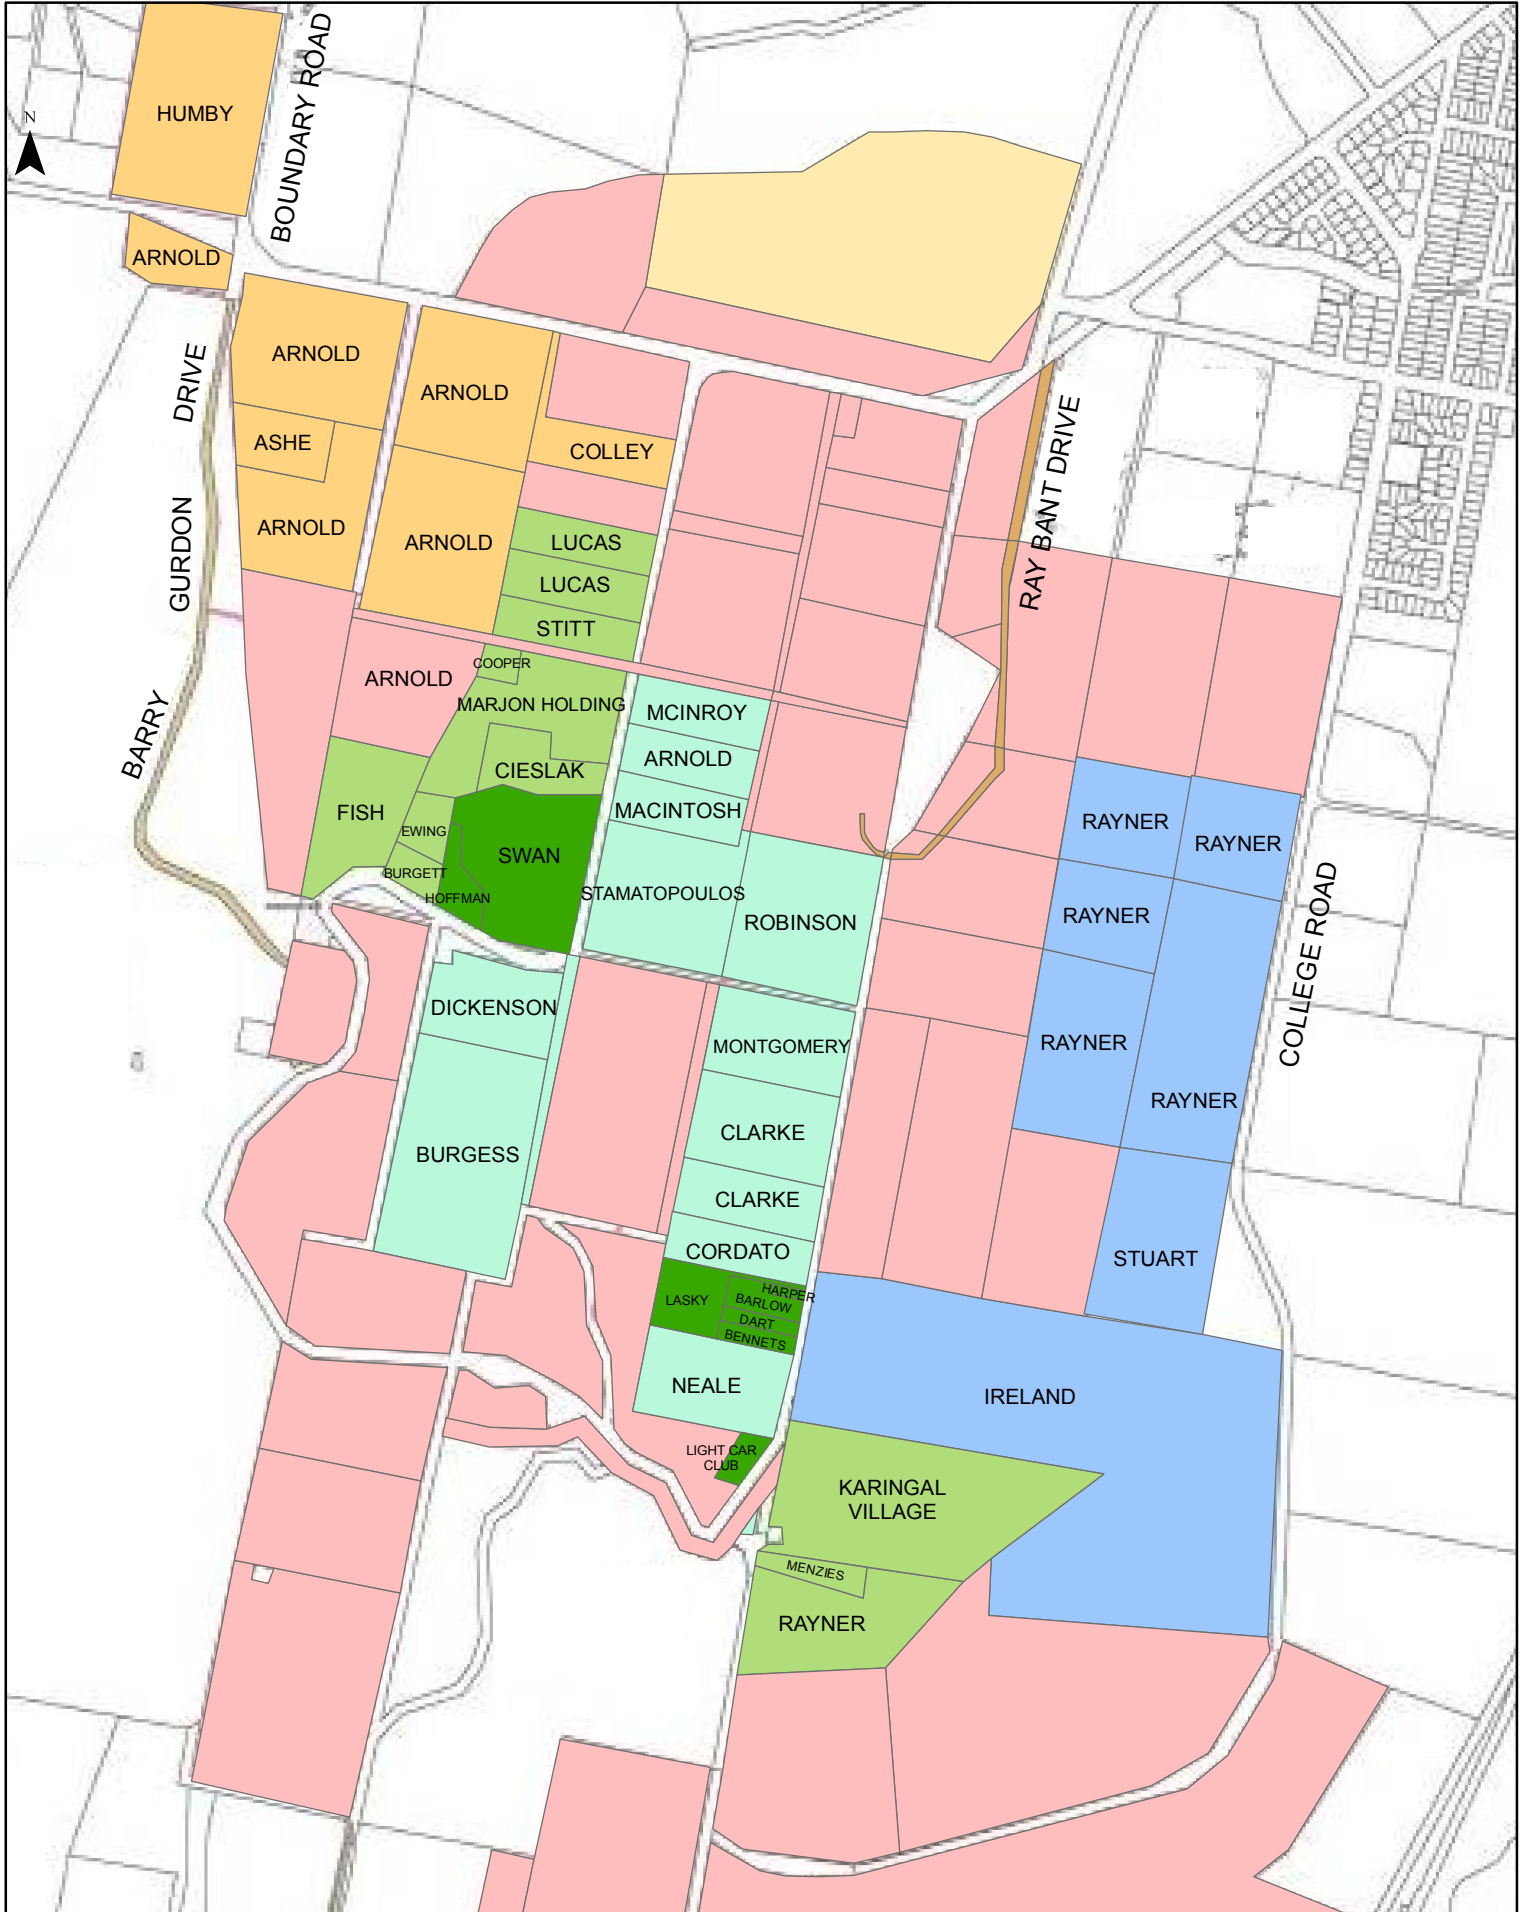 HUMBY
BOUNDARY ROAD
N
ARNOLD
ARNOLD
DRIVE
ARNOLD
ASHE
COLLEY
RAY BANT DRIVE
GURDON
ARNOLD
ARNOLD
LUCAS
LUCAS
STITT
COOPER
ARNOLD
MARJON HOLDING
MCINROY
BARRY
ARNOLD
CIESLAK
MACINTOSH
FISH
EWING
RAYNER
RAYNER
SWAN
BURGETT
HOFFMAN
STAMATOPOULOS
ROBINSON
RAYNER
COLLEGE ROAD
DICKENSON
MONTGOMERY
RAYNER
RAYNER
CLARKE
BURGESS
CLARKE
CORDATO
STUART
HARPER
LASKY
BARLOW
DART
BENNETS
NEALE
IRELAND
LIGHT CAR
CLUB
KARINGAL
VILLAGE
MENZIES
RAYNER